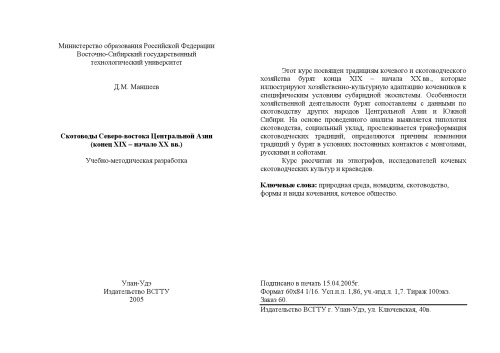 Министерство образования Российской Федерации
Восточно-Сибирский государственный
технологический университет
Д.М. Маншеев
Скотоводы Северо-востока Центральной Азии
(конец XIX – начало XX вв.)
Учебно-методическая разработка
Улан-Удэ
Издательство ВСГТУ
2005
Этот курс посвящен традициям кочевого и скотоводческого
хозяйства бурят конца XIX – начала XX вв., которые
иллюстрируют хозяйственно-культурную адаптацию кочевников к
специфическим условиям субаридной экосистемы. Особенности
хозяйственной деятельности бурят сопоставлены с данными по
скотоводству других народов Центральной Азии и Южной
Сибири. На основе проведенного анализа выявляется типология
скотоводства, социальный уклад, прослеживается трансформация
скотоводческих традиций, определяются причины изменения
традиций у бурят в условиях постоянных контактов с монголами,
русскими и сойотами.
Курс рассчитан на этнографов, исследователей кочевых
скотоводческих культур и краеведов.
Ключевые слова: природная среда, номадизм, скотоводство,
формы и виды кочевания, кочевое общество.
Подписано в печать 15.04.2005г.
Формат 60х84 1/16. Усл.п.л. 1,86, уч.-изд.л. 1,7. Тираж 100экз.
Заказ 60.
Издательство ВСГТУ г. Улан-Удэ, ул. Ключевская, 40в.